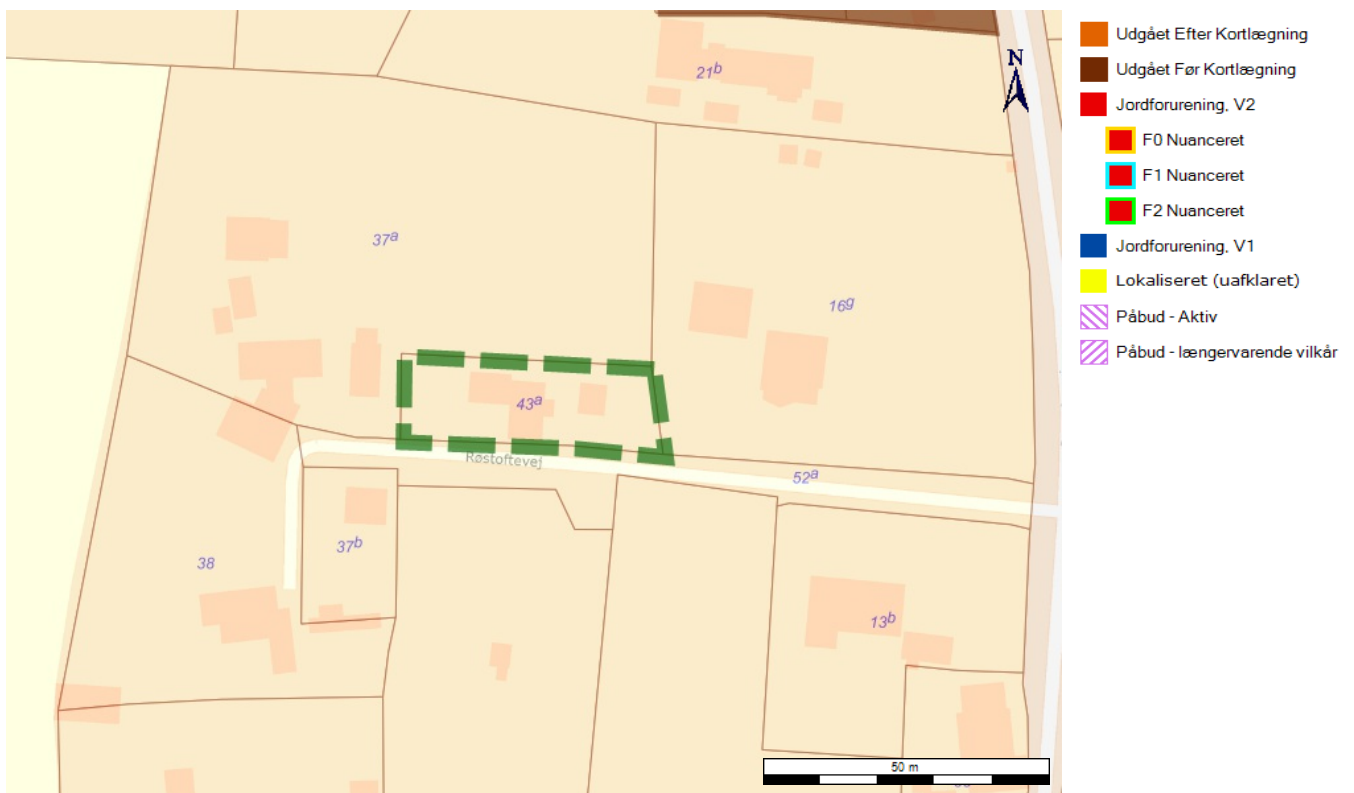 21b
N
37a
16g
43a
Røstoftevej
52a
37b
38
13b
50 m
Udgået Efter Kortlægning
Udgået Før Kortlægning
Jordforurening, V2
F0 Nuanceret
F1 Nuanceret
F2 Nuanceret
Jordforurening, V1
Lokaliseret (uafklaret)
Påbud - Aktiv
Påbud - længervarende vilkår